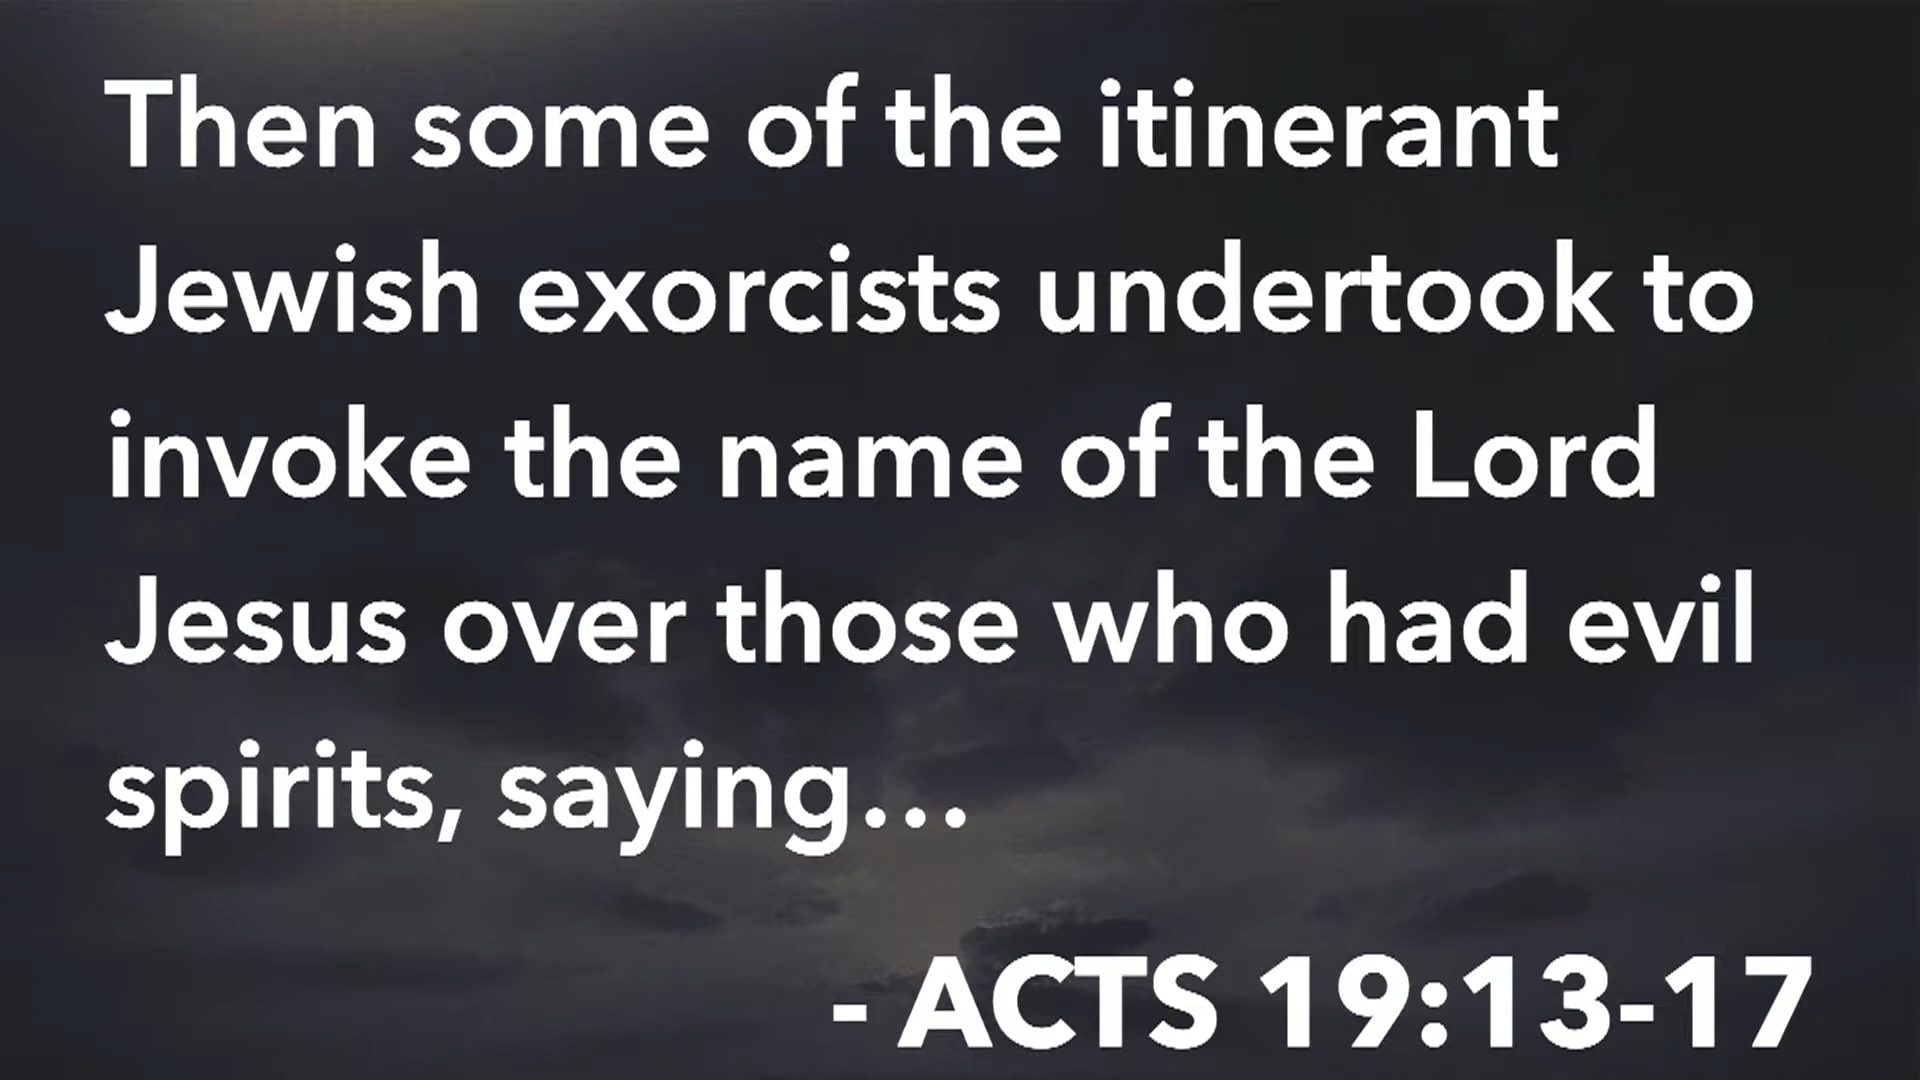 Then some of the itinerant
Jewish exorcists undertook to
invoke the name of the Lord
Jesus over those who had evil
spirits, saying...
- ACTS 19:13-17